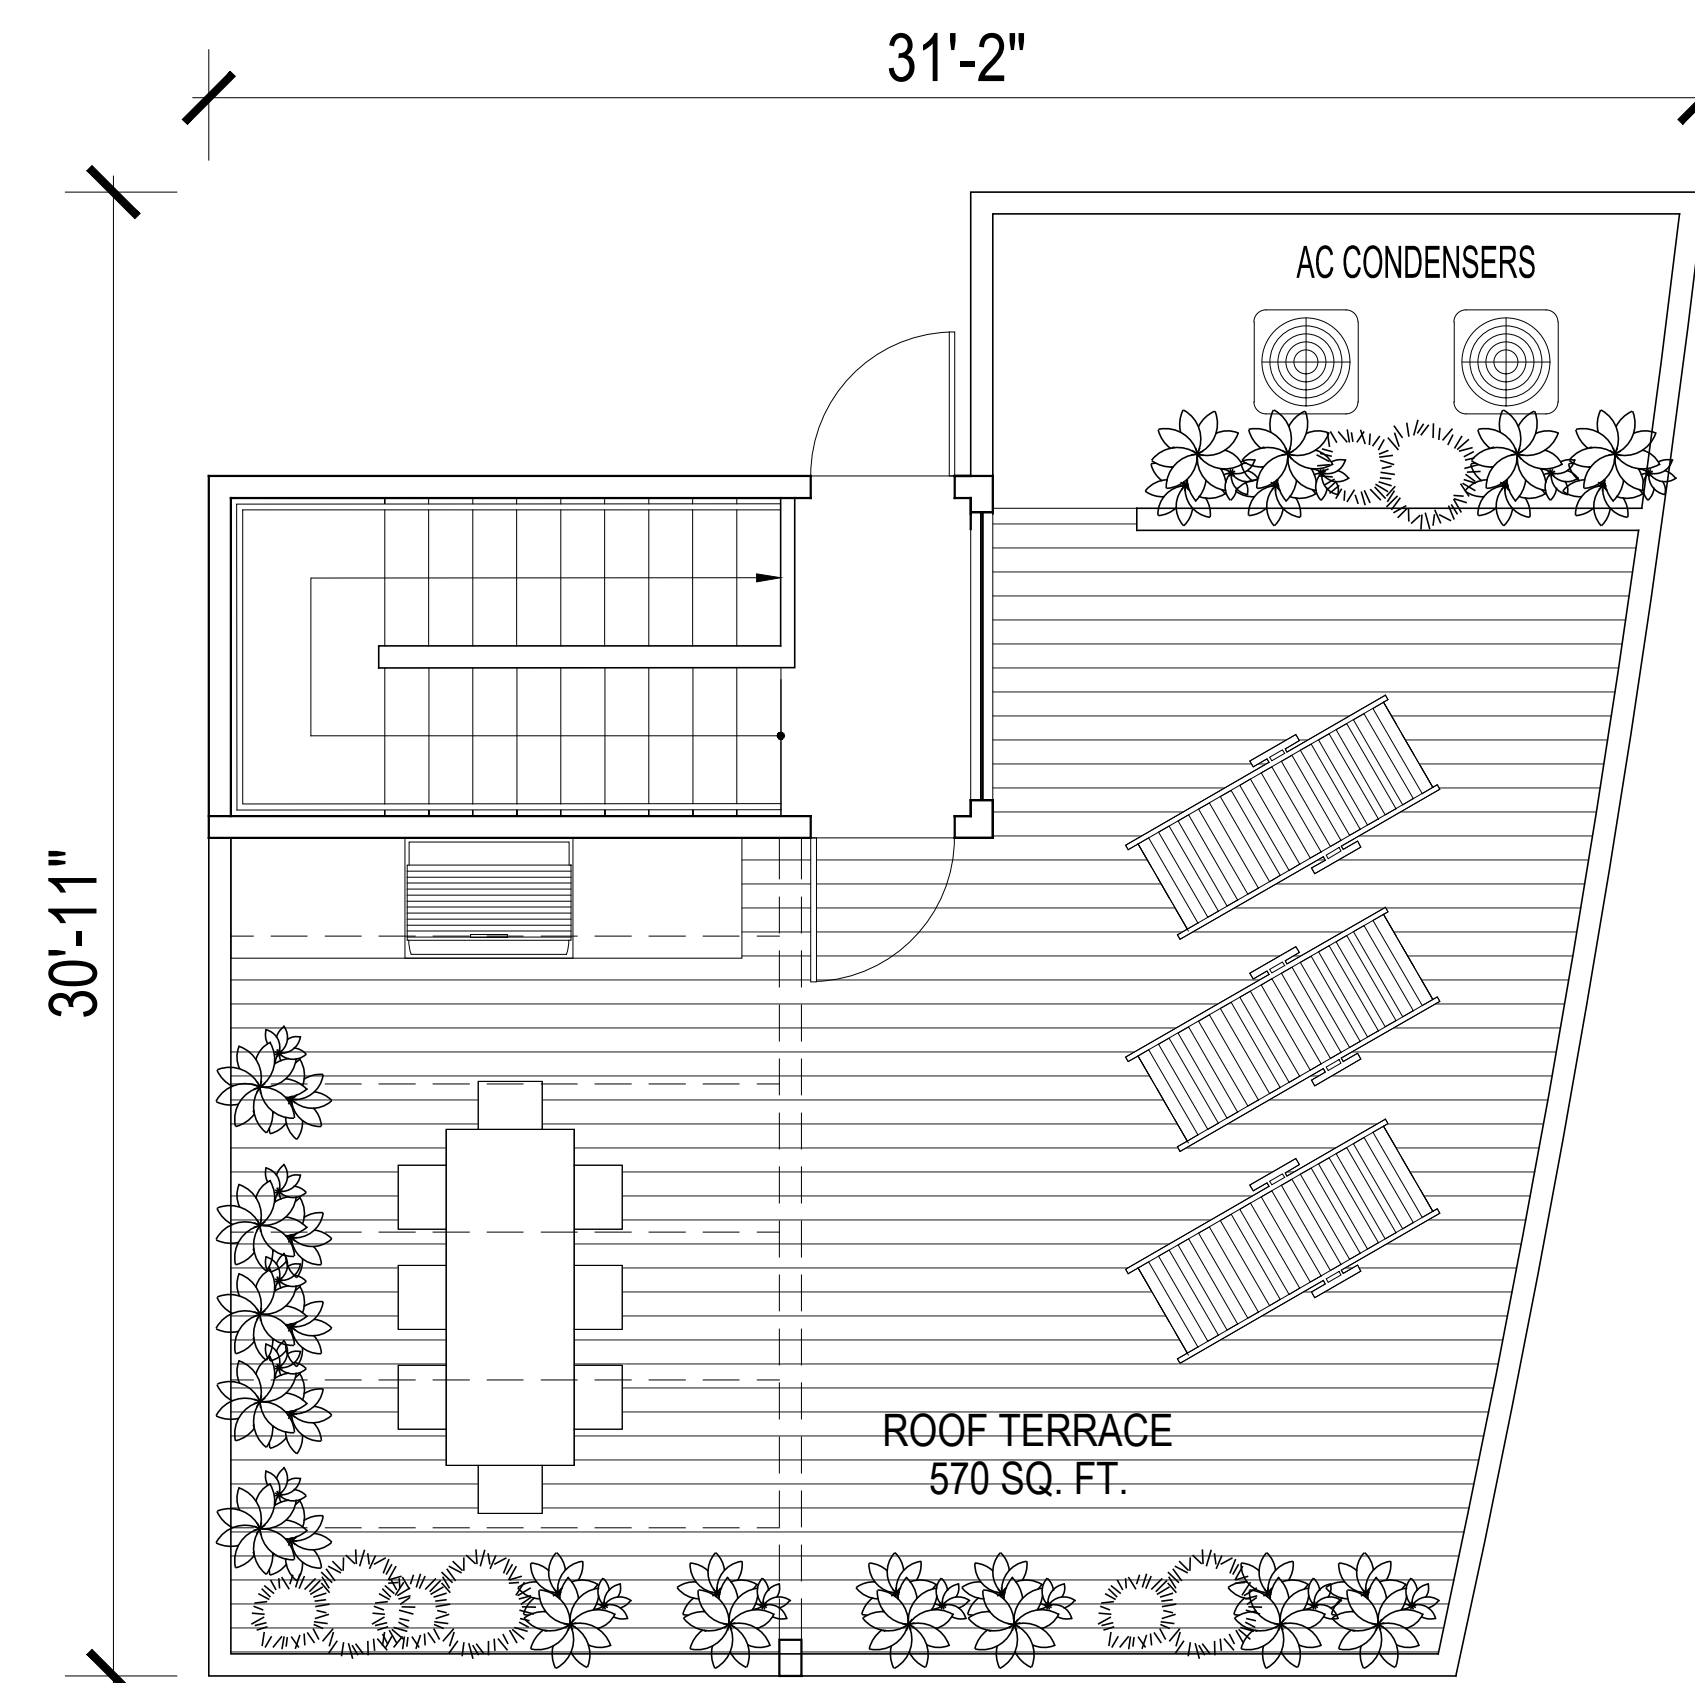 31'-2"
AC CONDENSERS
30'-11"
ROOF TERRACE
570 SQ. FT.